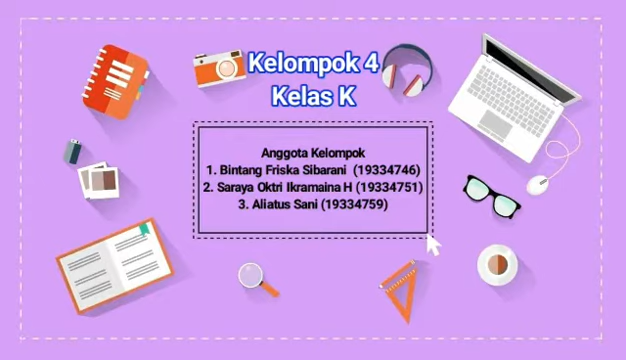 Kelompok 4
Kelas K
Anggota Kelompok
1. Bintang Friska Sibarani (19334746)
2. Saraya Oktri Ikramaina H (19334751)
3. Aliatus Sani (19334759)